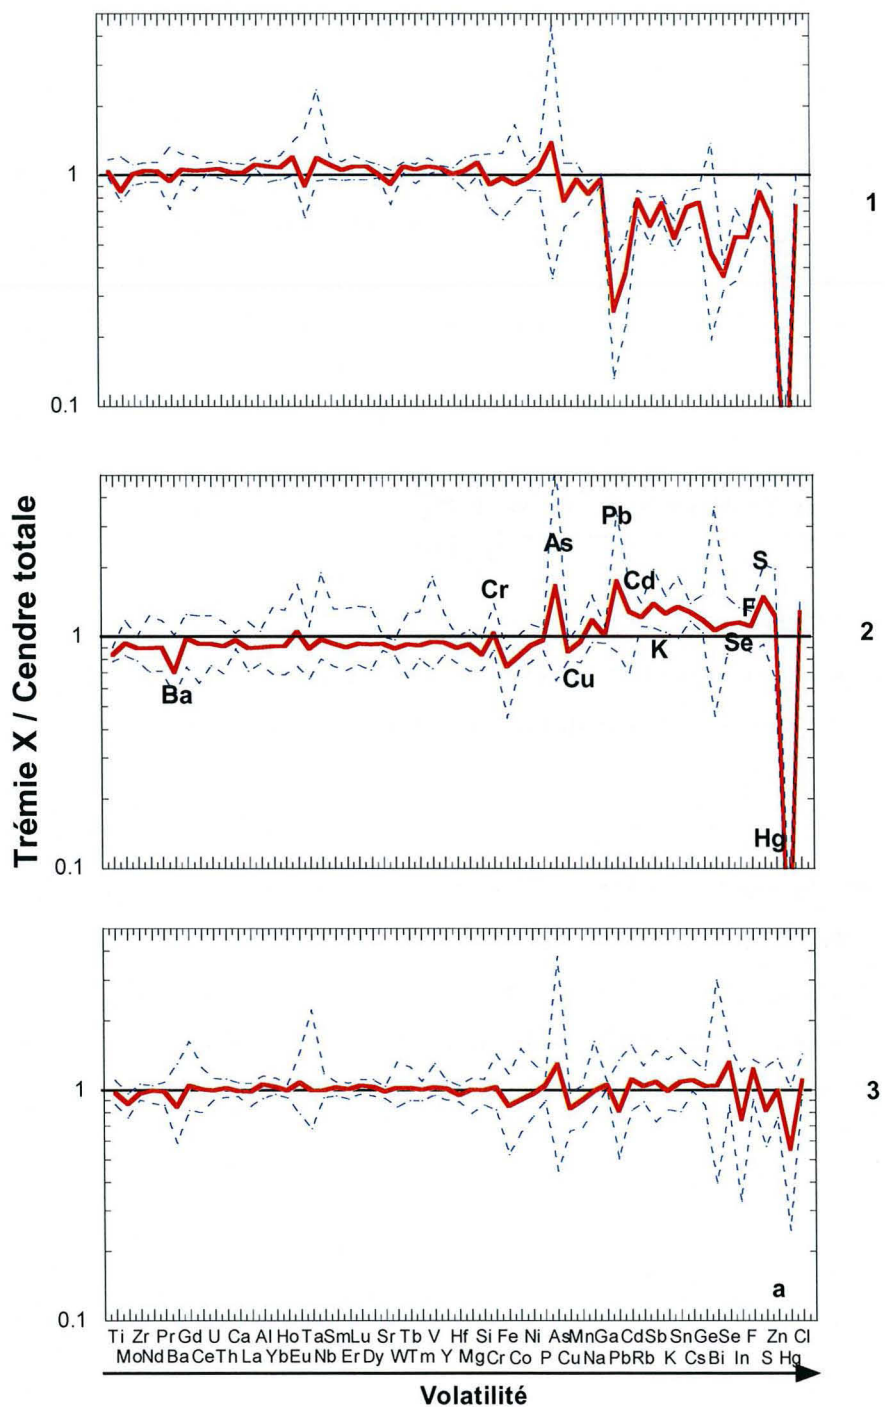 1
1
0.1
Trémie X / Cendre totale
1
2
0.1
Ba
Cr
As
Cu
Pb
Cd
K
Se
F
S
Hg
1
3
0.1
a
Ti Zr Pr Gd U Ca Al Ho Ta Sm Lu Sr Tb V Hf Si Fe Ni As Mn Ga Cd Sb Sn Ge Se F Zn Cl
Mo Nd Ba Ce Th La Yb Eu Nb Er Dy W Tm Y Mg Cr Co P Cu Na Pb Rb K Cs Bi In S Hg
Volatilité